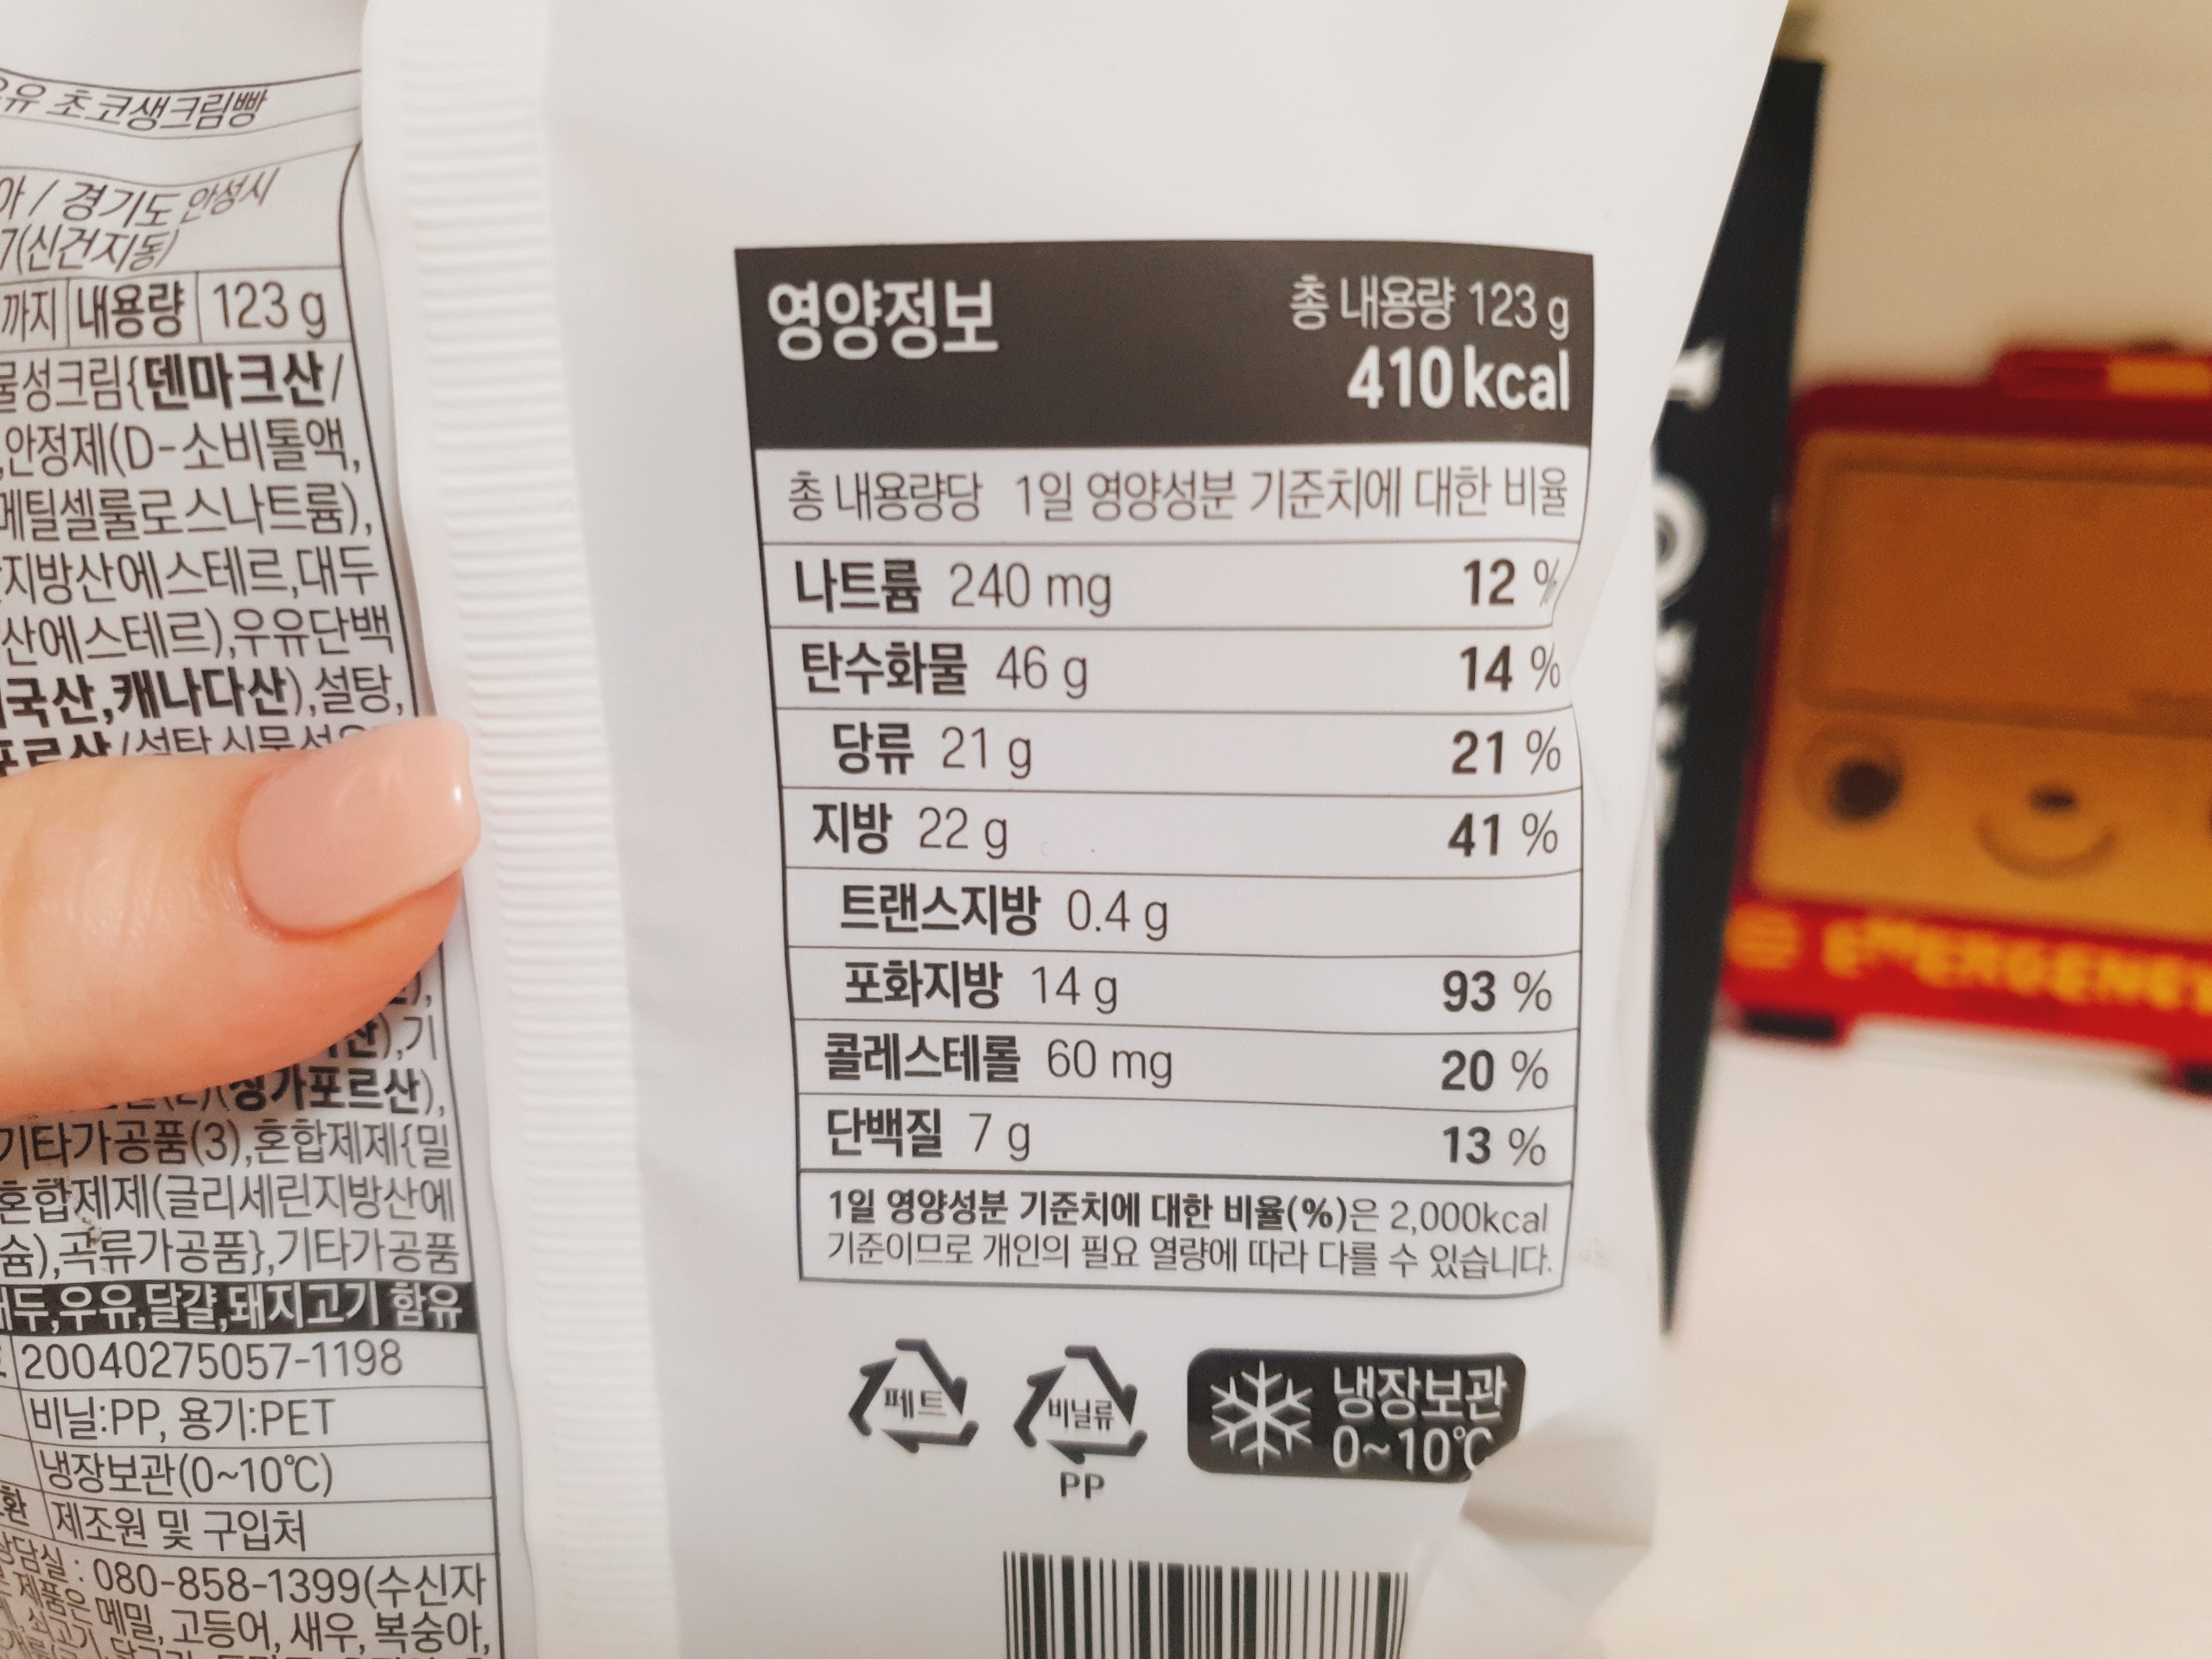 유 초코생크림빵
/ 경기도 안성시
7(신건지동)
까지 내용량 123 g
성크림{덴마크산/
안정제(D-소비톨액,
메틸셀룰로스나트륨),
지방산에스테르,대두
산에스테르),우유단백
국산,캐나다산),설탕,
기
(싱가포르산),
기타가공품(3),혼합제제{밀
혼합제제(글리세린지방산에
슘),곡류가공품},기타가공품
두,우유,달걀,돼지고기 함유
20040275057-1198
비닐:PP, 용기:PET
냉장보관(0~10℃)
환 제조원 및 구입처
상담실 : 080-858-1399(수신자
제품은 메밀, 고등어, 새우, 복숭아,
영양정보
총 내용량 123 g
410 kcal
총 내용량당 1일 영양성분 기준치에 대한 비율
나트륨 240 mg 12 %
탄수화물 46 g 14 %
당류 21 g 21 %
지방 22 g 41 %
트랜스지방 0.4 g
포화지방 14 g 93 %
콜레스테롤 60 mg 20 %
단백질 7 g 13 %
1일 영양성분 기준치에 대한 비율(%)은 2,000kcal
기준이므로 개인의 필요 열량에 따라 다를 수 있습니다.
페트
비닐류
PP
냉장보관
0~10℃
EMERGENCY